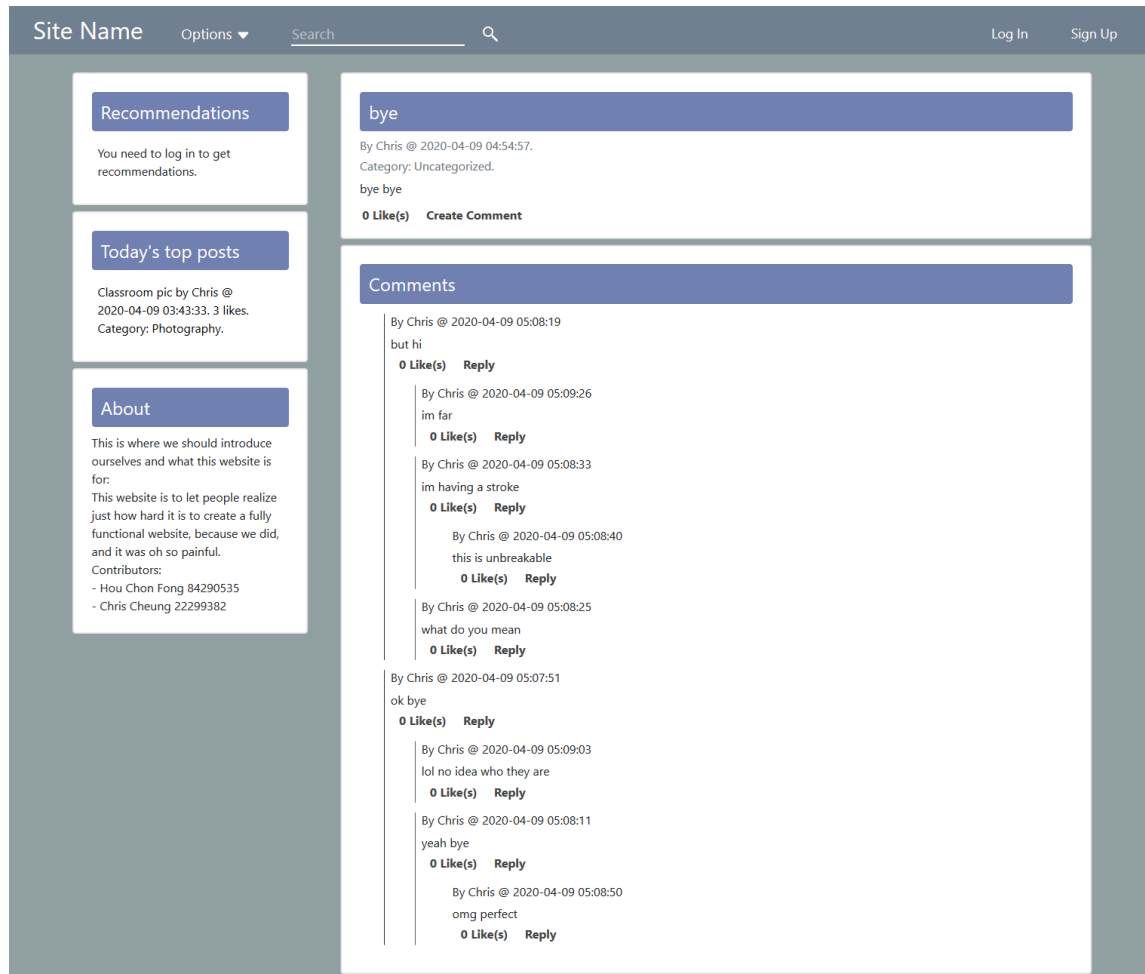 Site Name Options Search Log In Sign Up
Recommendations
You need to log in to get
recommendations.
Today's top posts
Classroom pic by Chris @
2020-04-09 03:43:33. 3 likes.
Category: Photography.
About
This is where we should introduce
ourselves and what this website is
for:
This website is to let people realize
just how hard it is to create a fully
functional website, because we did,
and it was oh so painful.
Contributors:
- Hou Chon Fong 84290535
- Chris Cheung 22299382
bye
By Chris @ 2020-04-09 04:54:57.
Category: Uncategorized.
bye bye
0 Like(s) Create Comment
Comments
By Chris @ 2020-04-09 05:08:19
but hi
0 Like(s) Reply
By Chris @ 2020-04-09 05:09:26
im far
0 Like(s) Reply
By Chris @ 2020-04-09 05:08:33
im having a stroke
0 Like(s) Reply
By Chris @ 2020-04-09 05:08:40
this is unbreakable
0 Like(s) Reply
By Chris @ 2020-04-09 05:08:25
what do you mean
0 Like(s) Reply
By Chris @ 2020-04-09 05:07:51
ok bye
0 Like(s) Reply
By Chris @ 2020-04-09 05:09:03
lol no idea who they are
0 Like(s) Reply
By Chris @ 2020-04-09 05:08:11
yeah bye
0 Like(s) Reply
By Chris @ 2020-04-09 05:08:50
omg perfect
0 Like(s) Reply